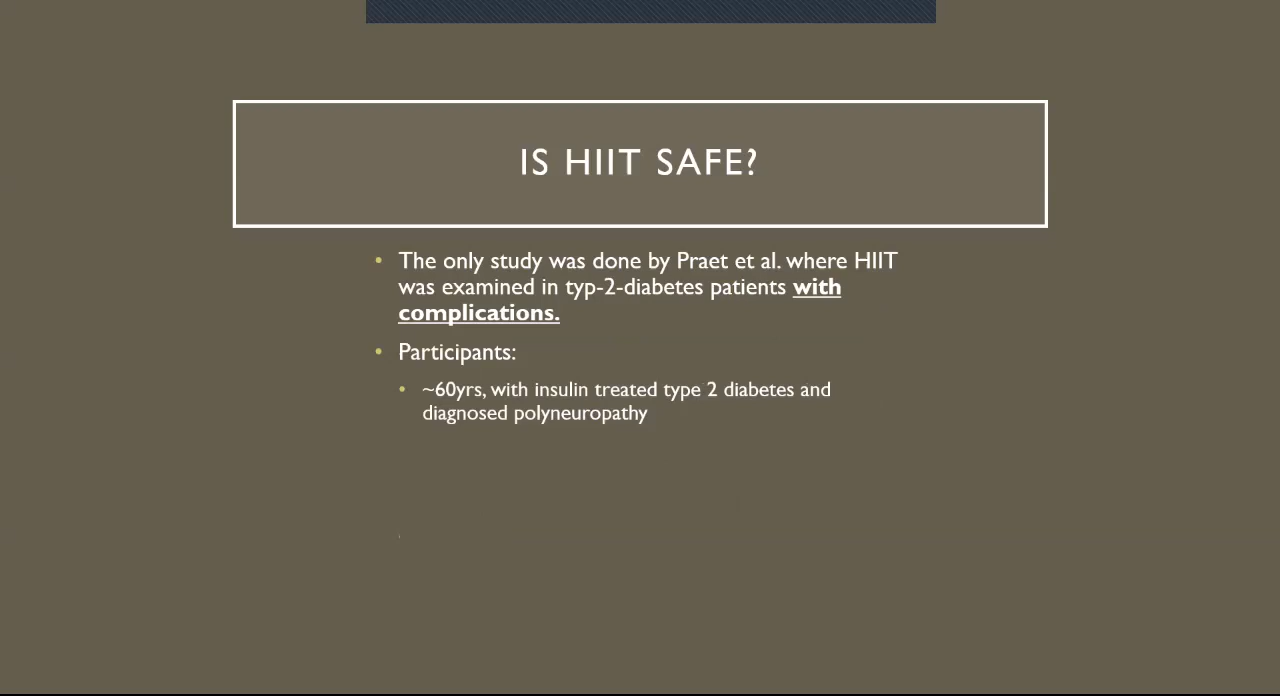 IS HIIT SAFE?
• The only study was done by Praet et al. where HIIT
was examined in typ-2-diabetes patients with
complications.
• Participants:
• ~60yrs, with insulin treated type 2 diabetes and
diagnosed polyneuropathy